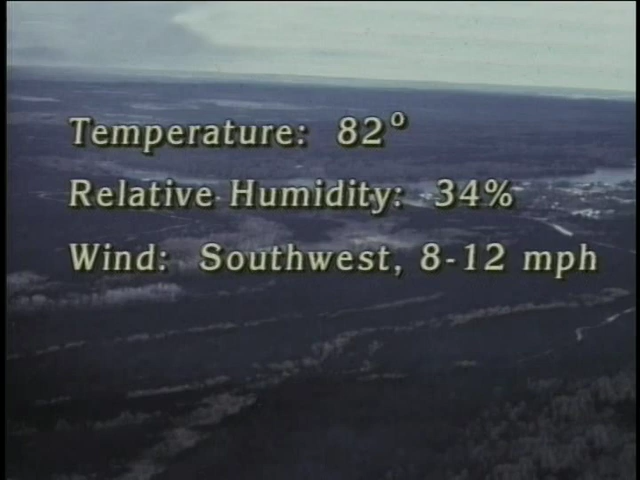 Temperature: 82°
Relative Humidity: 34%
Wind: Southwest, 8-12 mph